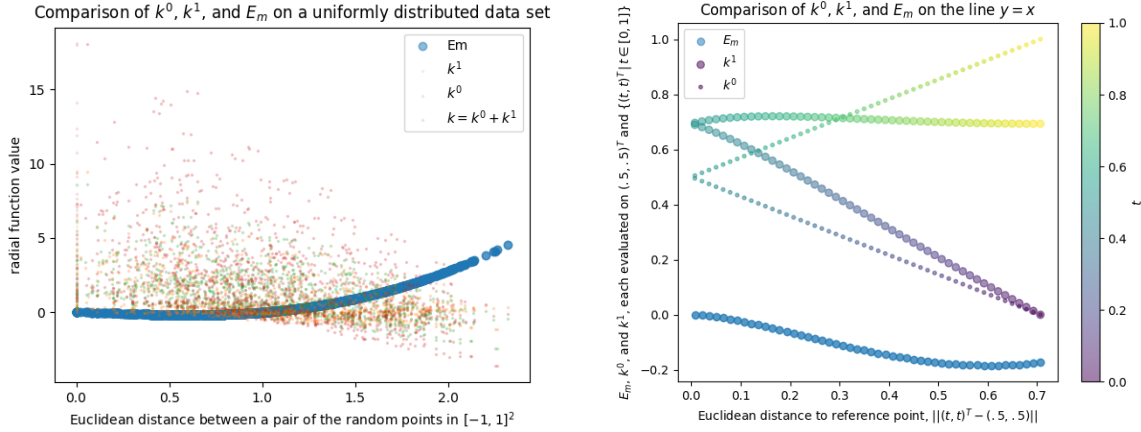 Comparison of k⁰, k¹, and Eₘ on a uniformly distributed data set
radial function value
15
10
5
0
Em
k¹
k⁰
k = k⁰ + k¹
0.0 0.5 1.0 1.5 2.0
Euclidean distance between a pair of the random points in [−1, 1]²
Comparison of k⁰, k¹, and Eₘ on the line y = x
Eₘ, k⁰, and k¹, each evaluated on (.5, .5)ᵀ and {(t, t)ᵀ | t ∈ [0, 1]}
1.0
0.8
0.6
0.4
0.2
0.0
−0.2
Eₘ
k¹
k⁰
0.0 0.1 0.2 0.3 0.4 0.5 0.6 0.7
Euclidean distance to reference point, ||(t, t)ᵀ − (.5, .5)||
1.0
0.8
0.6
0.4
0.2
0.0
t